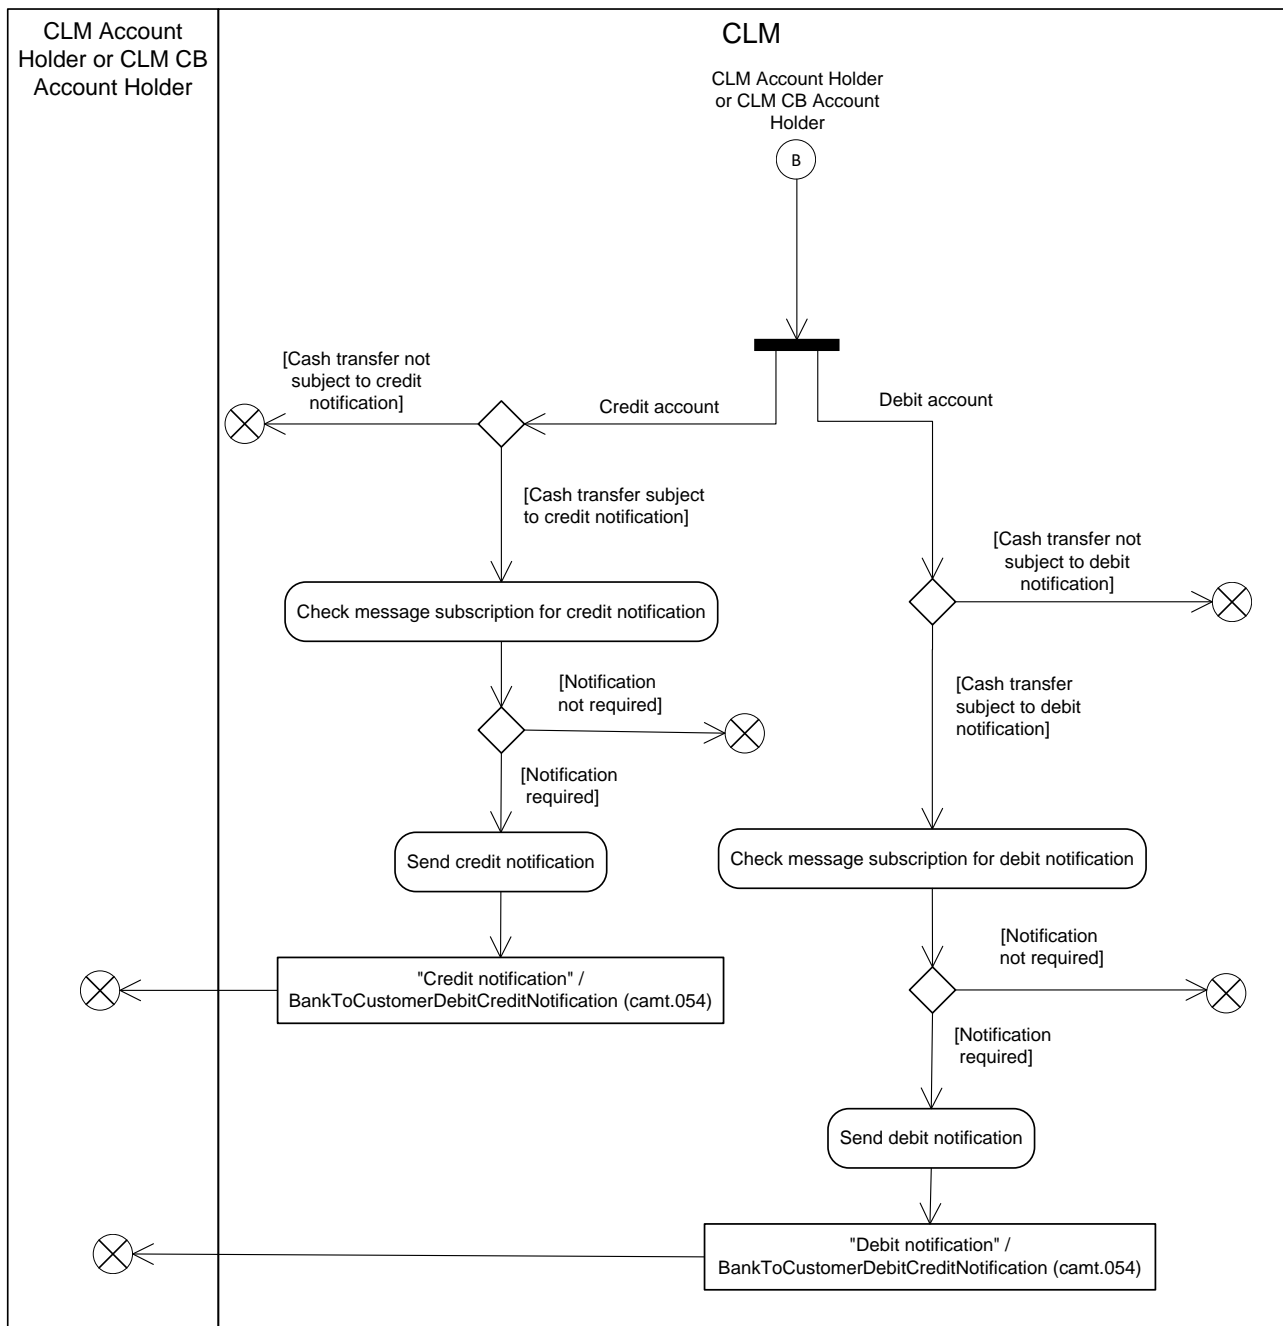 CLM Account
Holder or CLM CB
Account Holder
CLM
CLM Account Holder
or CLM CB Account
Holder
B
[Cash transfer not
subject to credit
notification]
Credit account
Debit account
[Cash transfer subject
to credit notification]
[Cash transfer not
subject to debit
notification]
Check message subscription for credit notification
[Notification
not required]
[Cash transfer
subject to debit
notification]
[Notification
required]
Send credit notification
Check message subscription for debit notification
"Credit notification" /
BankToCustomerDebitCreditNotification (camt.054)
[Notification
not required]
[Notification
required]
Send debit notification
"Debit notification" /
BankToCustomerDebitCreditNotification (camt.054)